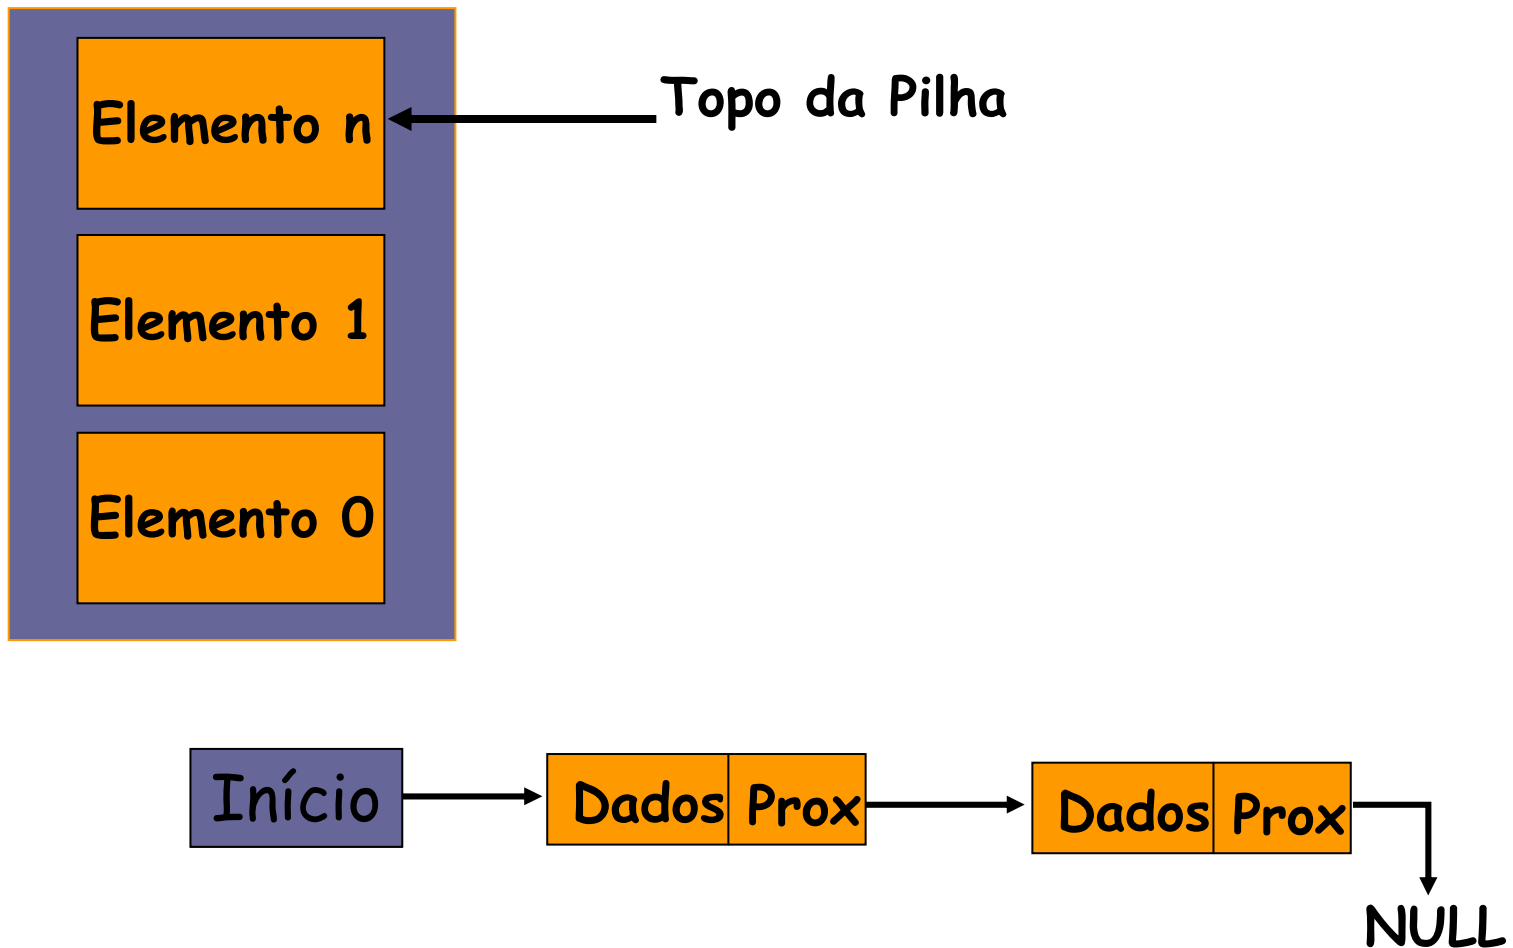 Elemento n
Topo da Pilha
Elemento 1
Elemento 0
Início
Dados Prox
Dados Prox
NULL